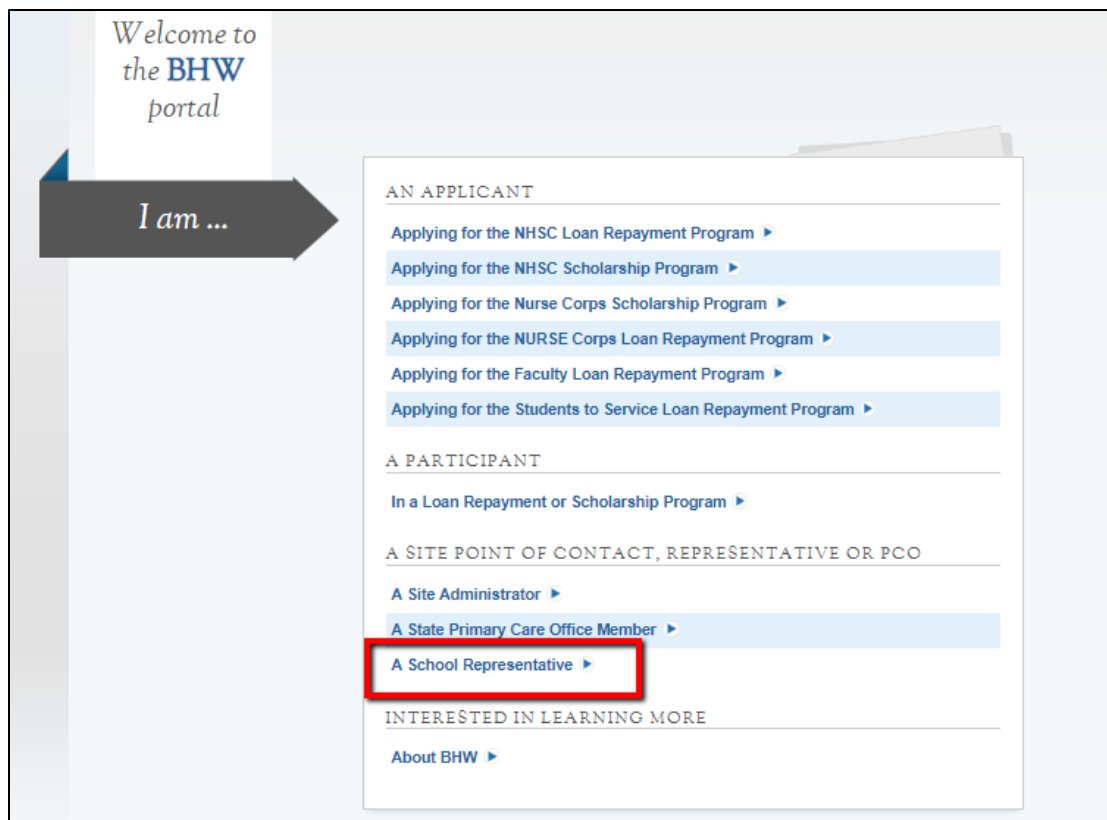 Welcome to
the BHW
portal
I am ...
AN APPLICANT
Applying for the NHSC Loan Repayment Program
Applying for the NHSC Scholarship Program
Applying for the Nurse Corps Scholarship Program
Applying for the NURSE Corps Loan Repayment Program
Applying for the Faculty Loan Repayment Program
Applying for the Students to Service Loan Repayment Program
A PARTICIPANT
In a Loan Repayment or Scholarship Program
A SITE POINT OF CONTACT, REPRESENTATIVE OR PCO
A Site Administrator
A State Primary Care Office Member
A School Representative
INTERESTED IN LEARNING MORE
About BHW